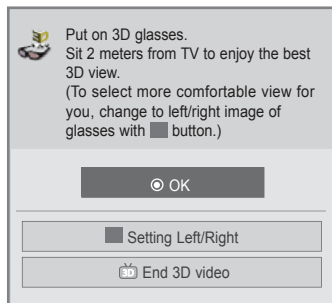 Put on 3D glasses.
Sit 2 meters from TV to enjoy the best
3D view.
(To select more comfortable view for
you, change to left/right image of
glasses with button.)
OK
Setting Left/Right
3D End 3D video